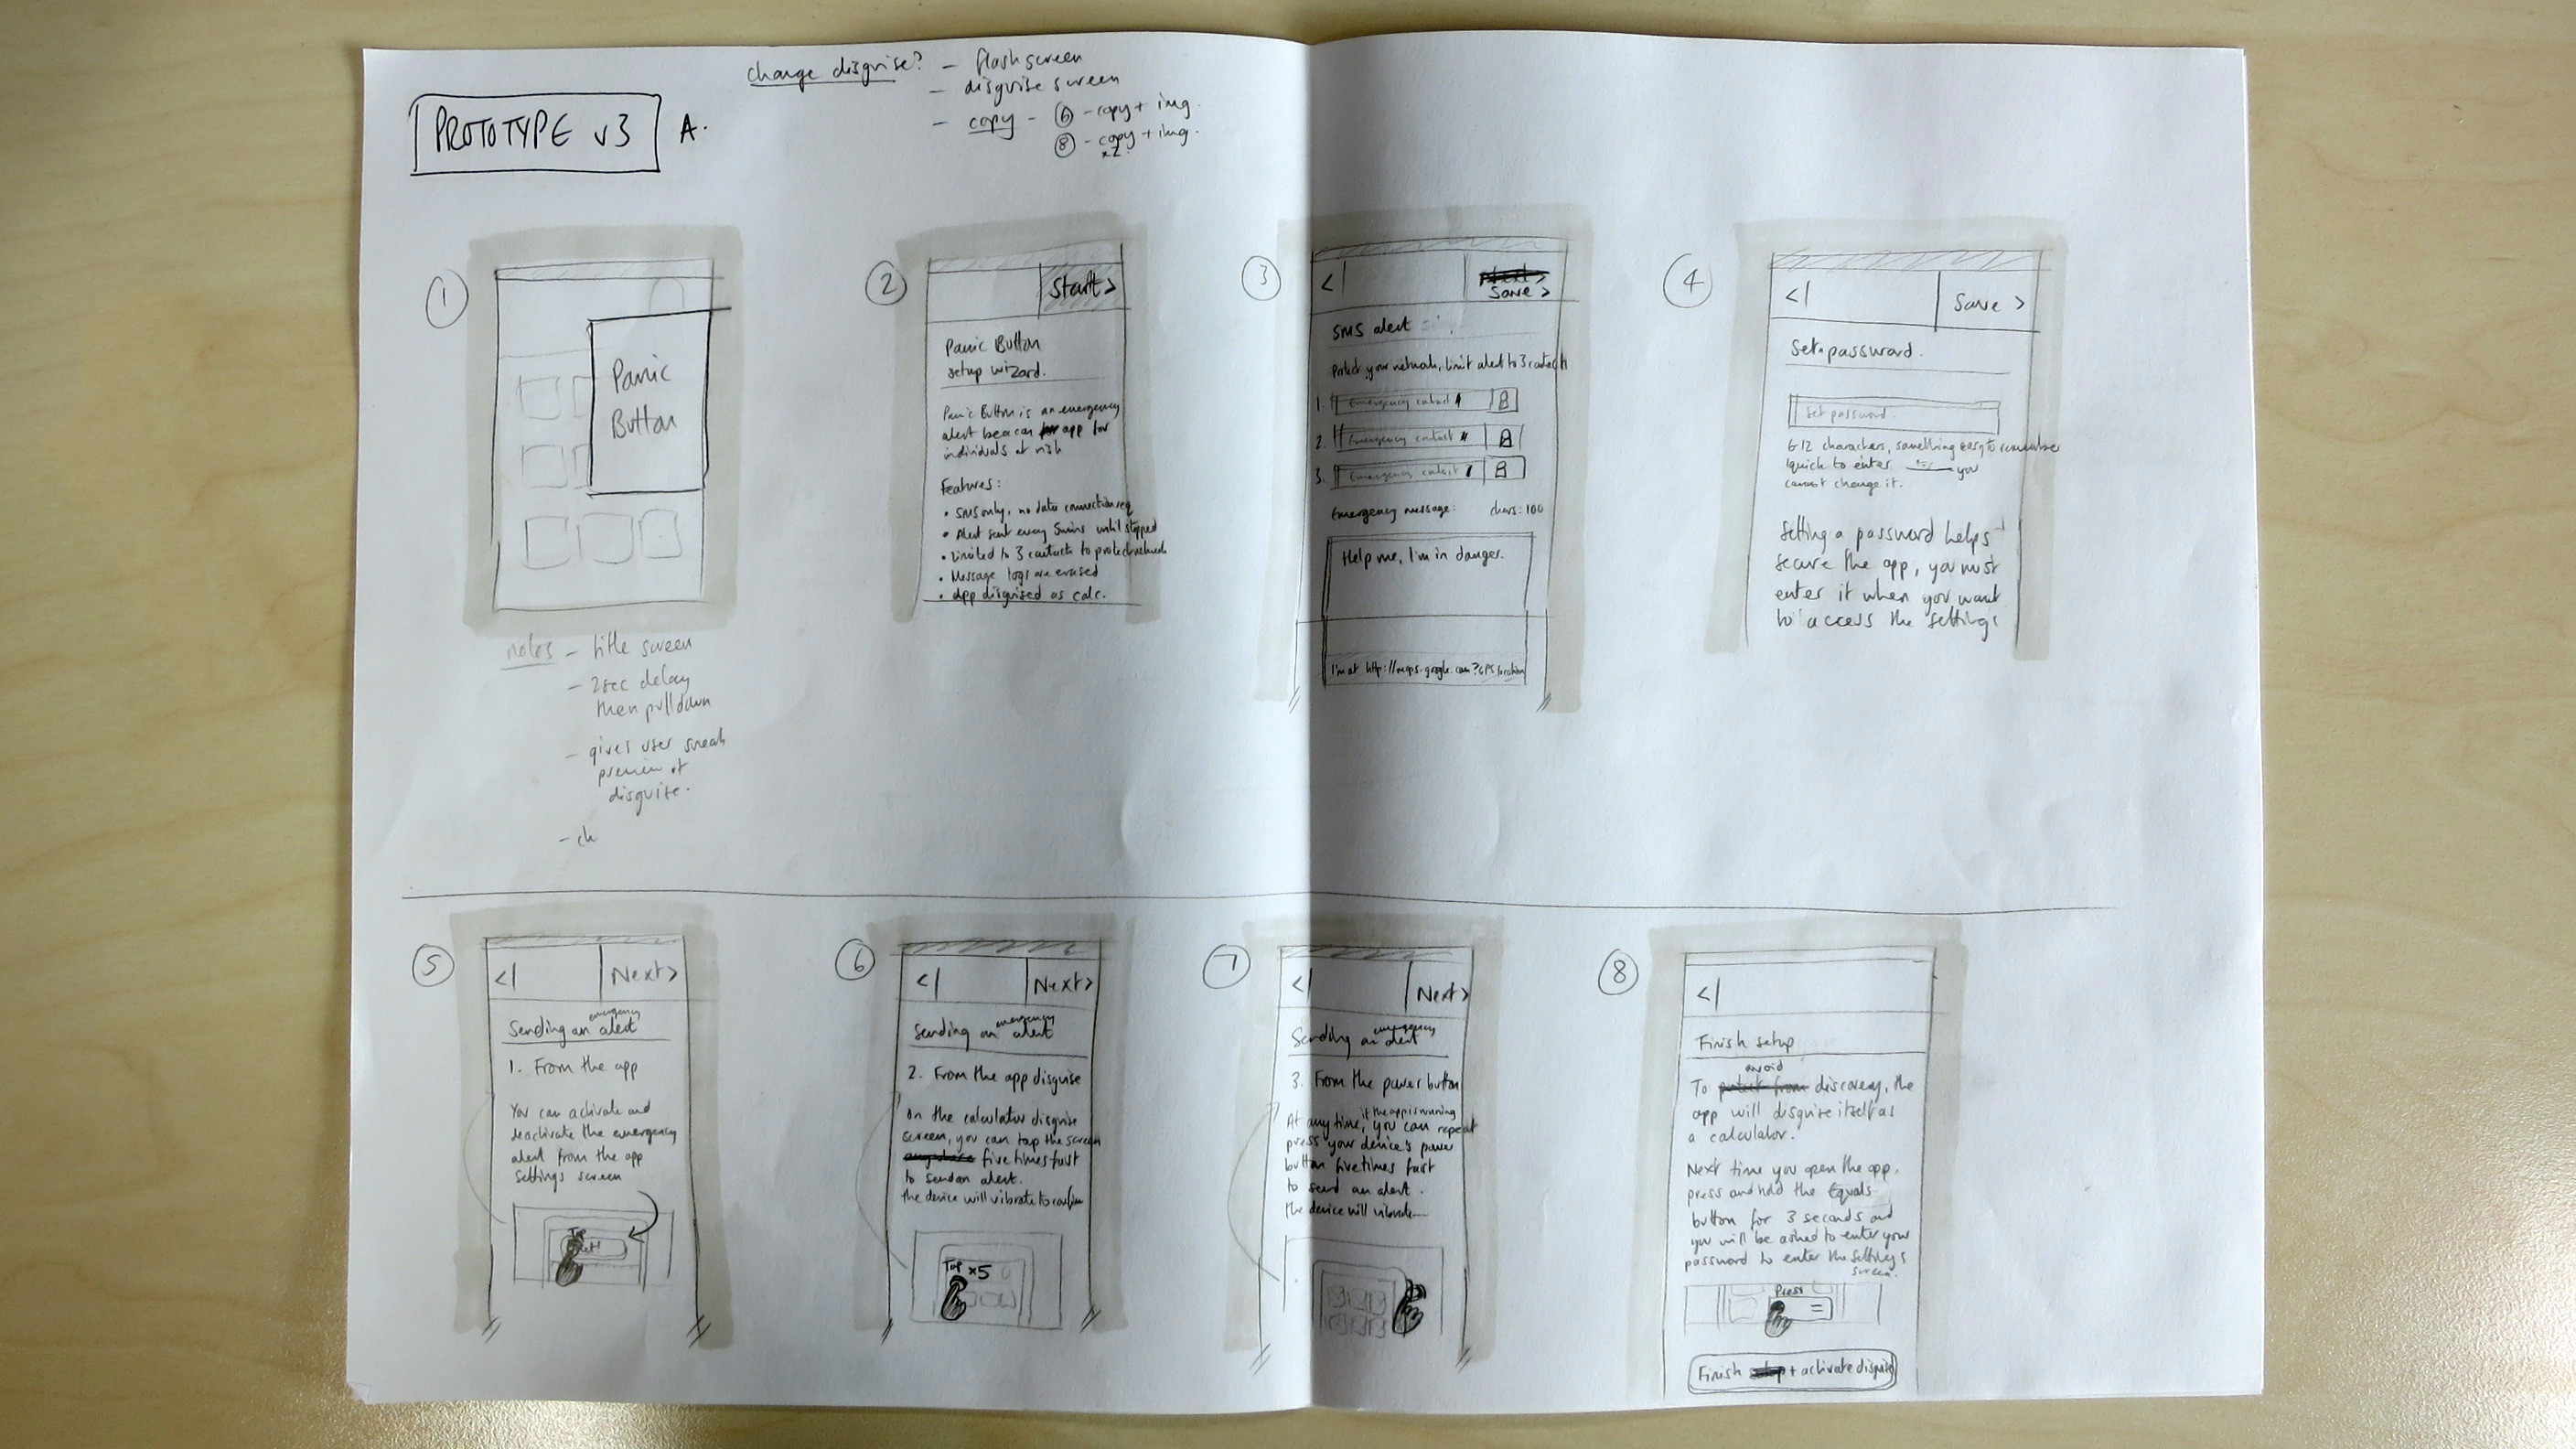 PROTOTYPE v3 A.
change disguise? - flash screen
- disguise screen
- copy - 6 - copy + img.
8 - copy + img.
x2
1
Panic
Button
notes - title screen
- 2sec delay
then pull down
- gives user sneak
preview of
disguise.
- ch
2
Start >
Panic Button
setup wizard.
Panic Button is an emergency
alert beacon app for
individuals at risk
Features:
• SMS only, no data connection req
• Alert sent every 5mins until stopped
• Limited to 3 contacts to protect network
• Message logs are erased
• App disguised as calc.
3
<
Save >
SMS alert
Protect your network, limit alert to 3 contacts
1. Emergency contact
2. Emergency contact
3. Emergency contact
Emergency message: chars: 100
Help me, I'm in danger.
I'm at http://maps.google.com?GPS location
4
<
Save >
Set password.
Set password
6-12 characters, something easy to remember
quick to enter. you
cannot change it.
Setting a password helps
secure the app, you must
enter it when you want
to access the settings
5
<
Next >
Sending an emergency alert
1. From the app
You can activate and
deactivate the emergency
alert from the app
settings screen
Tap
6
<
Next >
Sending an emergency alert
2. From the app disguise
On the calculator disguise
screen, you can tap the screen
anywhere five times fast
to send an alert.
the device will vibrate to confirm
Tap x5
7
<
Next >
Sending an emergency alert
3. From the power button
At any time, if the app is running you can repeat
press your device's power
button five times fast
to send an alert.
the device will vibrate
8
<
Finish setup
To protect from avoid discovery, the
app will disguise itself as
a calculator.
Next time you open the app,
press and hold the Equals
button for 3 seconds and
you will be asked to enter your
password to enter the settings
screen.
Press
=
Finish setup + activate disguise